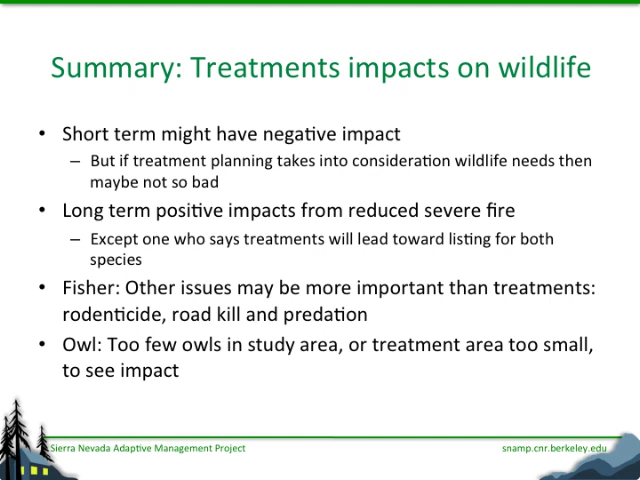 Summary: Treatments impacts on wildlife
• Short term might have negative impact
– But if treatment planning takes into consideration wildlife needs then
maybe not so bad
• Long term positive impacts from reduced severe fire
– Except one who says treatments will lead toward listing for both
species
• Fisher: Other issues may be more important than treatments:
rodenticide, road kill and predation
• Owl: Too few owls in study area, or treatment area too small,
to see impact
Sierra Nevada Adaptive Management Project
snamp.cnr.berkeley.edu